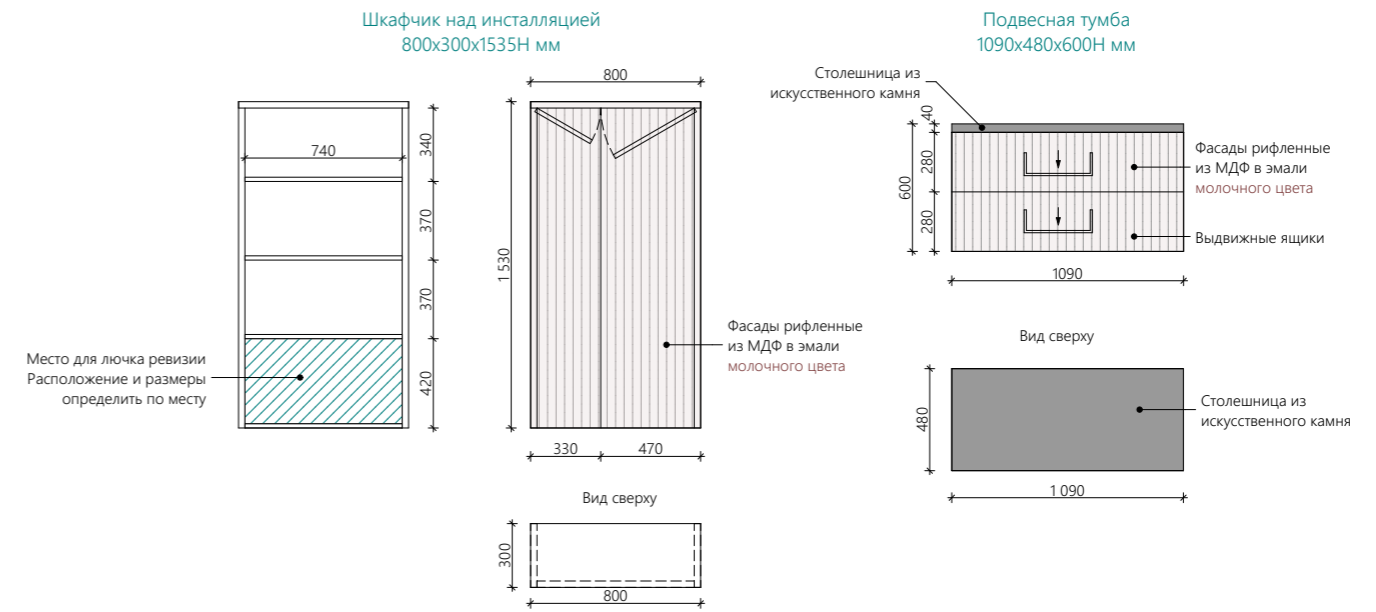 Шкафчик над инсталляцией
800х300х1535Н мм
800
740
340
370
370
420
1 530
Место для лючка ревизии
Расположение и размеры
определить по месту
Фасады рифленные
из МДФ в эмали
молочного цвета
330
470
Вид сверху
300
800
Подвесная тумба
1090х480х600Н мм
Столешница из
искусственного камня
40
280
600
280
Фасады рифленные
из МДФ в эмали
молочного цвета
Выдвижные ящики
1090
Вид сверху
480
Столешница из
искусственного камня
1 090